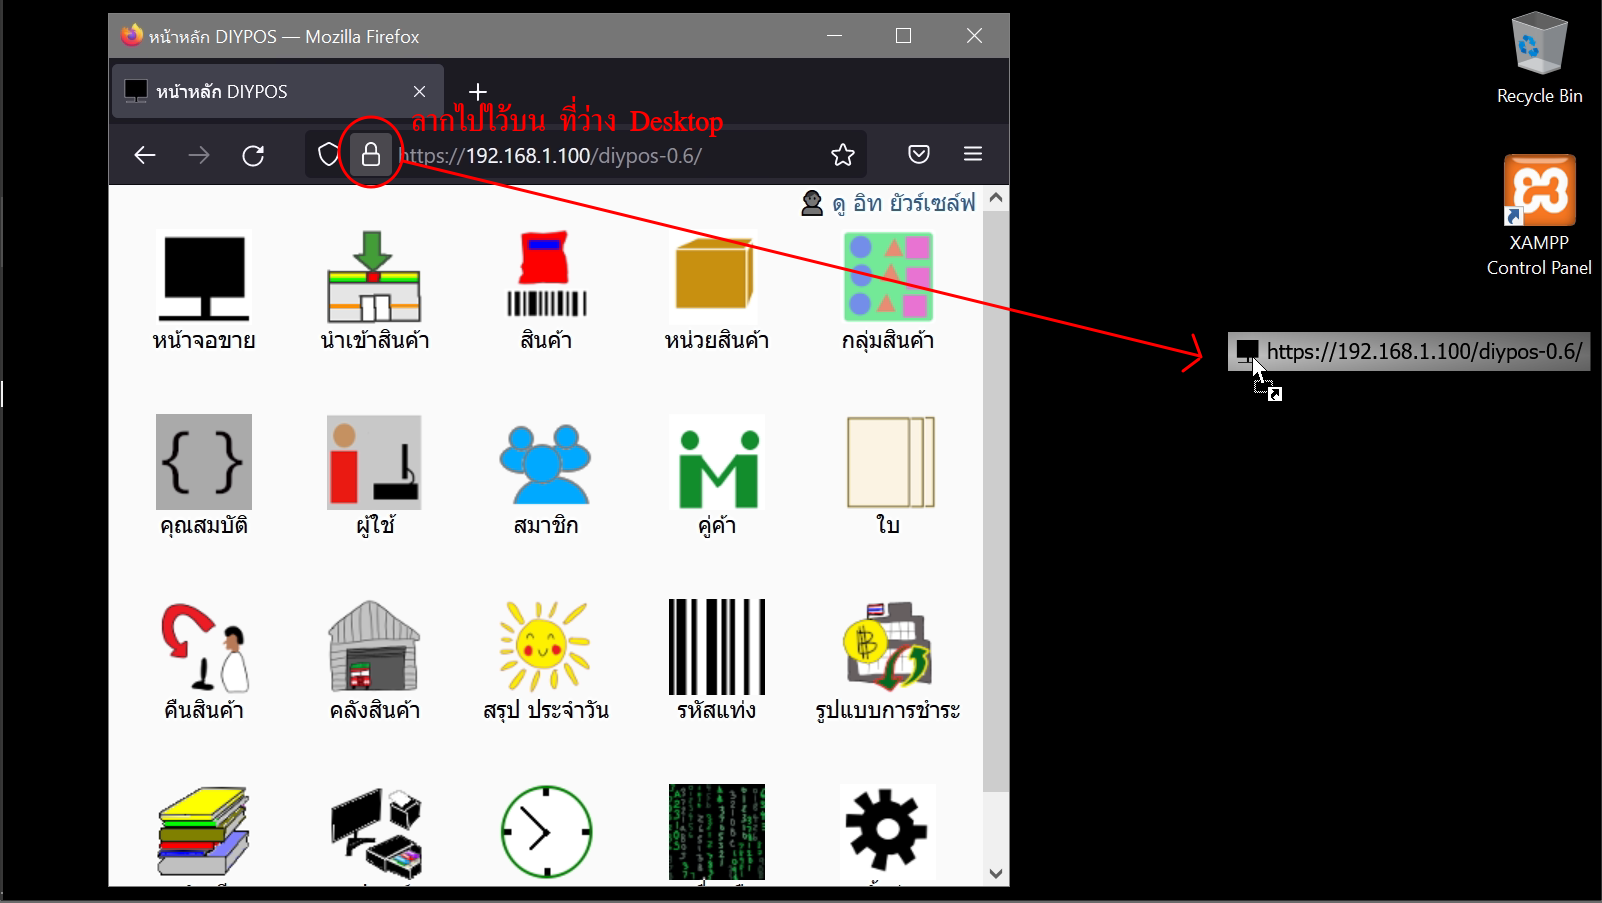 หน้าหลัก DIYPOS — Mozilla Firefox
หน้าหลัก DIYPOS
ลากไปไว้บน ที่ว่าง Desktop
https://192.168.1.100/diypos-0.6/
ดู อิท ยัวร์เซล์ฟ
หน้าจอขาย
นำเข้าสินค้า
สินค้า
หน่วยสินค้า
กลุ่มสินค้า
คุณสมบัติ
ผู้ใช้
สมาชิก
คู่ค้า
ใบ
คืนสินค้า
คลังสินค้า
สรุป ประจำวัน
รหัสแท่ง
รูปแบบการชำระ
Recycle Bin
XAMPP
Control Panel
https://192.168.1.100/diypos-0.6/